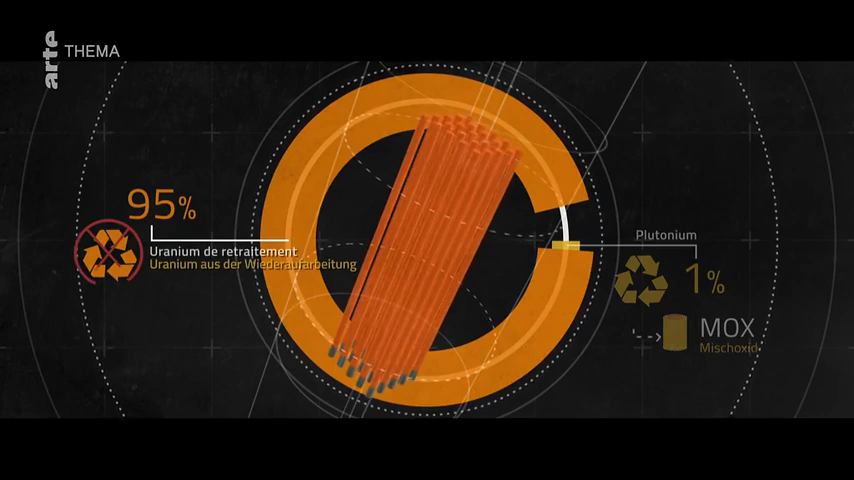 arte THEMA
95%
Uranium de retraitement
Uranium aus der Wiederaufarbeitung
Plutonium
1%
MOX
Mischoxid